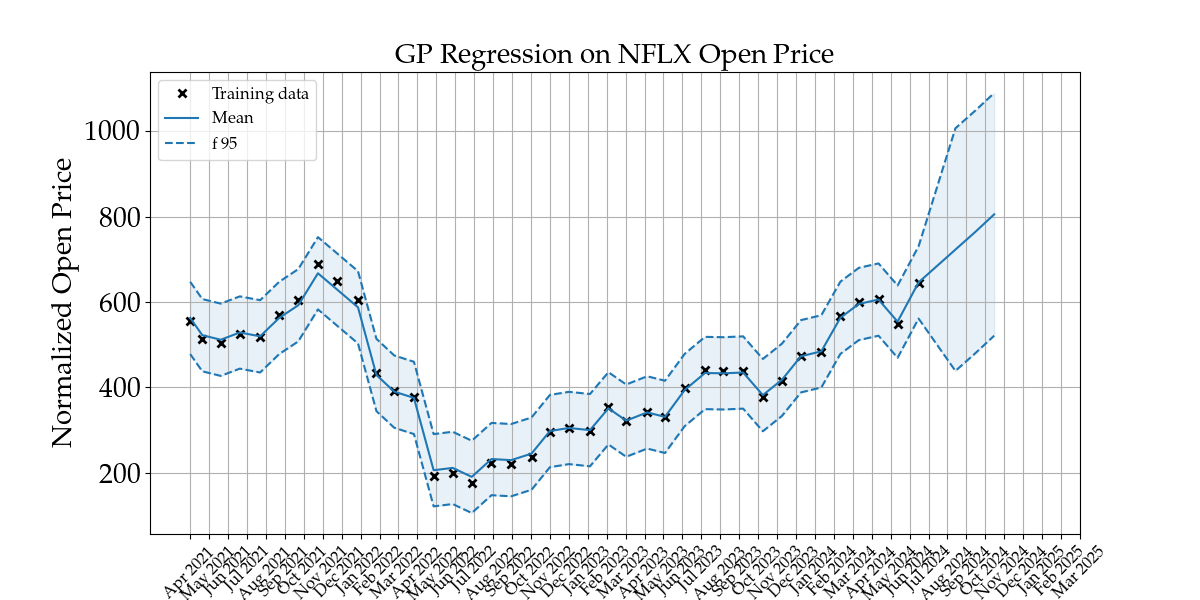 GP Regression on NFLX Open Price
Training data
Mean
f 95
Normalized Open Price
1000
800
600
400
200
Apr 2021
May 2021
Jun 2021
Jul 2021
Aug 2021
Sep 2021
Oct 2021
Nov 2021
Dec 2021
Jan 2022
Feb 2022
Mar 2022
Apr 2022
May 2022
Jun 2022
Jul 2022
Aug 2022
Sep 2022
Nov 2022
Dec 2022
Jan 2023
Feb 2023
Mar 2023
Apr 2023
May 2023
Jun 2023
Jul 2023
Aug 2023
Sep 2023
Nov 2023
Dec 2023
Jan 2024
Feb 2024
Mar 2024
Apr 2024
May 2024
Jun 2024
Jul 2024
Aug 2024
Sep 2024
Oct 2024
Nov 2024
Dec 2024
Jan 2025
Feb 2025
Mar 2025